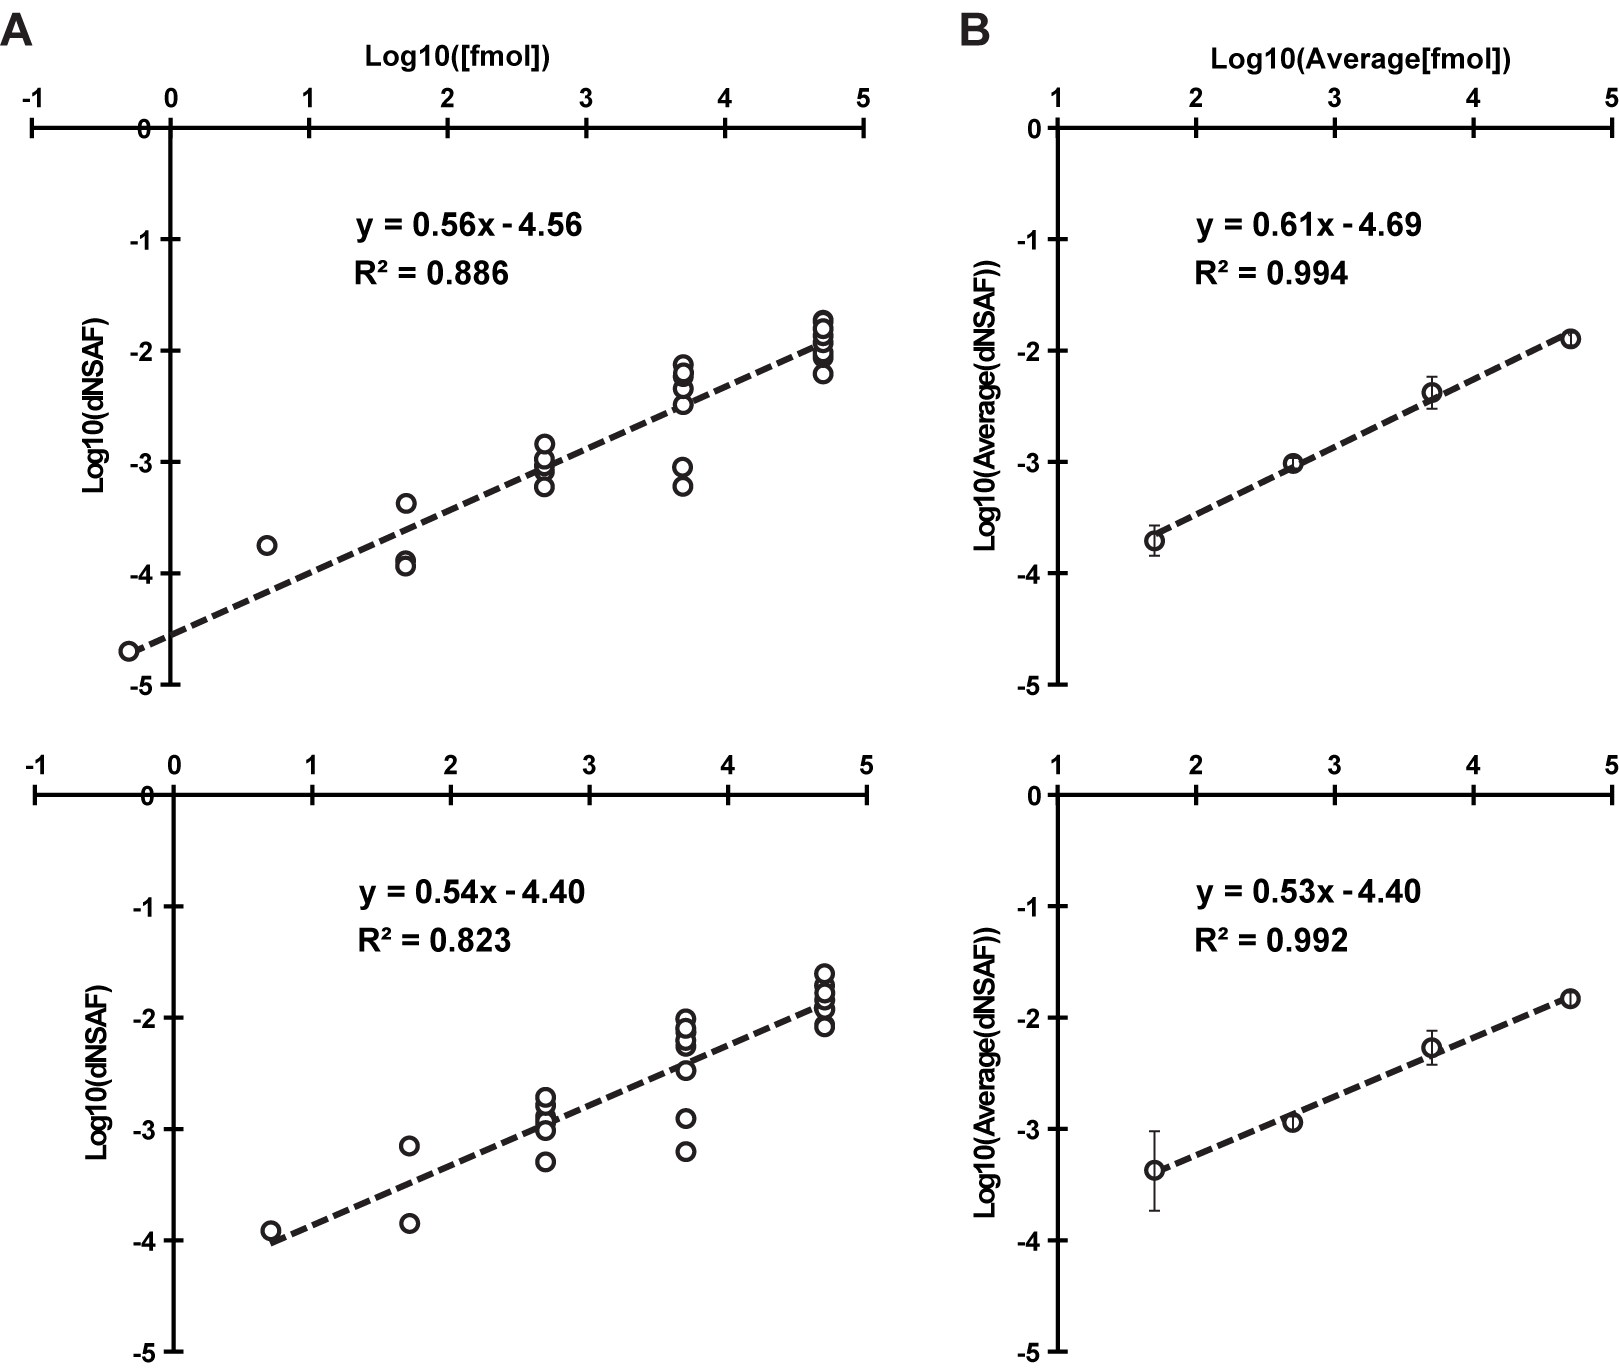 A
Log10([fmol])
-1 0 1 2 3 4 5
0
-1
-2
-3
-4
-5
Log10(dNSAF)
y = 0.56x - 4.56
R² = 0.886
B
Log10(Average[fmol])
1 2 3 4 5
0
-1
-2
-3
-4
-5
Log10(Average(dNSAF))
y = 0.61x - 4.69
R² = 0.994
-1 0 1 2 3 4 5
0
-1
-2
-3
-4
-5
Log10(dNSAF)
y = 0.54x - 4.40
R² = 0.823
1 2 3 4 5
0
-1
-2
-3
-4
-5
Log10(Average(dNSAF))
y = 0.53x - 4.40
R² = 0.992